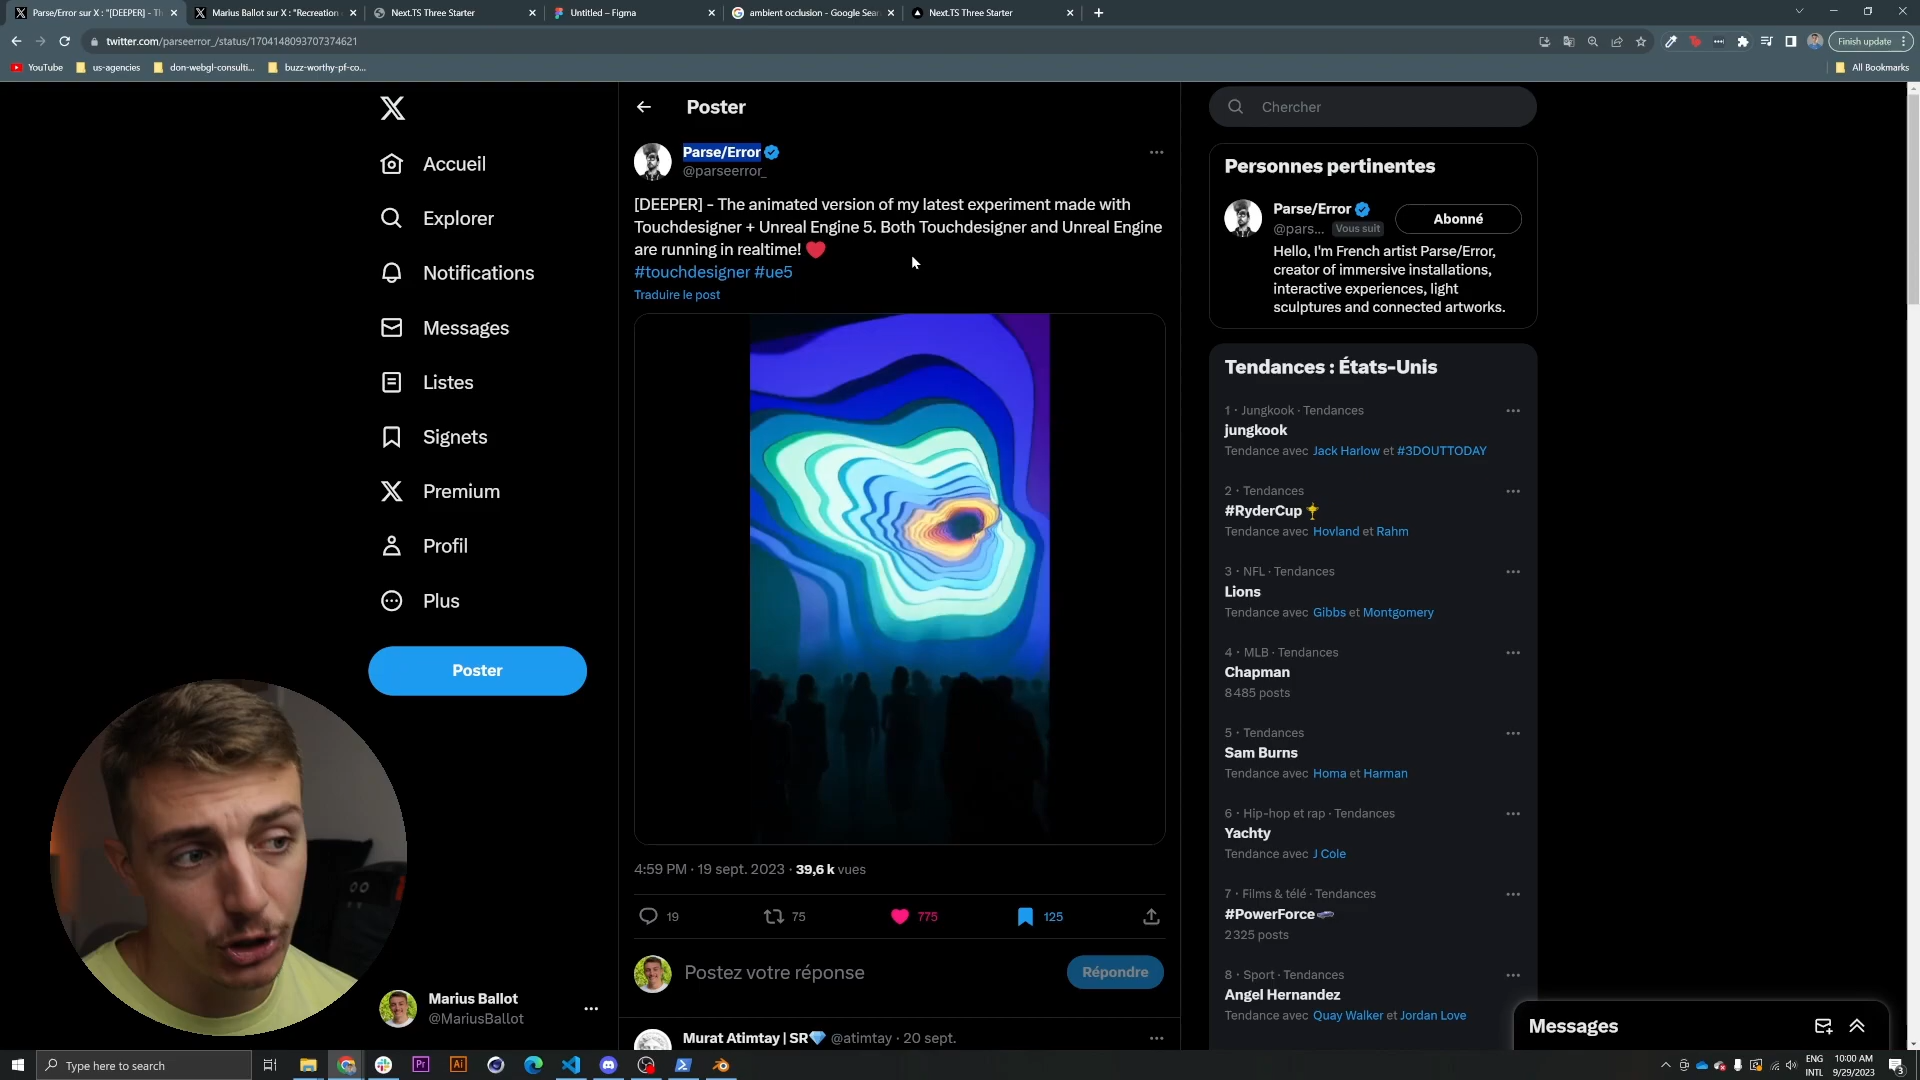 Parse/Error sur X : "[DEEPER] - Th
Marius Ballot sur X : "Recreation
Next.TS Three Starter
Untitled – Figma
ambient occlusion - Google Sear
Next.TS Three Starter
twitter.com/parseerror_/status/1704148093707374621
Finish update
YouTube
us-agencies
don-webgl-consulti...
buzz-worthy-pf-co...
All Bookmarks
Accueil
Explorer
Notifications
Messages
Listes
Signets
Premium
Profil
Plus
Poster
Marius Ballot
@MariusBallot
Poster
Parse/Error
@parseerror_
[DEEPER] - The animated version of my latest experiment made with
Touchdesigner + Unreal Engine 5. Both Touchdesigner and Unreal Engine
are running in realtime! ❤️
#touchdesigner #ue5
Traduire le post
4:59 PM · 19 sept. 2023 · 39,6 k vues
19
75
775
125
Postez votre réponse
Répondre
Murat Atimtay | SR💎 @atimtay · 20 sept.
Chercher
Personnes pertinentes
Parse/Error
@pars... Vous suit
Abonné
Hello, I'm French artist Parse/Error,
creator of immersive installations,
interactive experiences, light
sculptures and connected artworks.
Tendances : États-Unis
1 · Jungkook · Tendances
jungkook
Tendance avec Jack Harlow et #3DOUTTODAY
2 · Tendances
#RyderCup 🏆
Tendance avec Hovland et Rahm
3 · NFL · Tendances
Lions
Tendance avec Gibbs et Montgomery
4 · MLB · Tendances
Chapman
8 485 posts
5 · Tendances
Sam Burns
Tendance avec Homa et Harman
6 · Hip-hop et rap · Tendances
Yachty
Tendance avec J Cole
7 · Films & télé · Tendances
#PowerForce
2 325 posts
8 · Sport · Tendances
Angel Hernandez
Tendance avec Quay Walker et Jordan Love
Messages
Type here to search
Pr
Ai
ENG
INTL
10:00 AM
9/29/2023
3